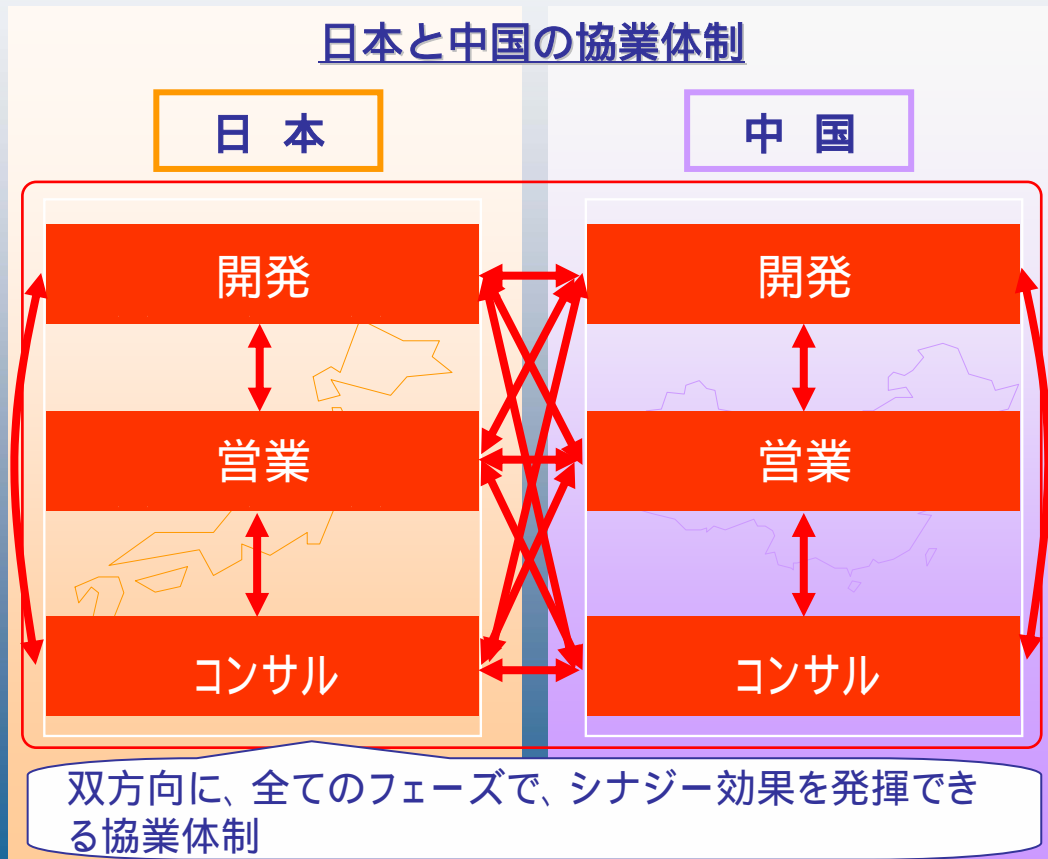 日本と中国の協業体制
日 本
中 国
開発
開発
営業
営業
コンサル
コンサル
双方向に、全てのフェーズで、シナジー効果を発揮でき
る協業体制